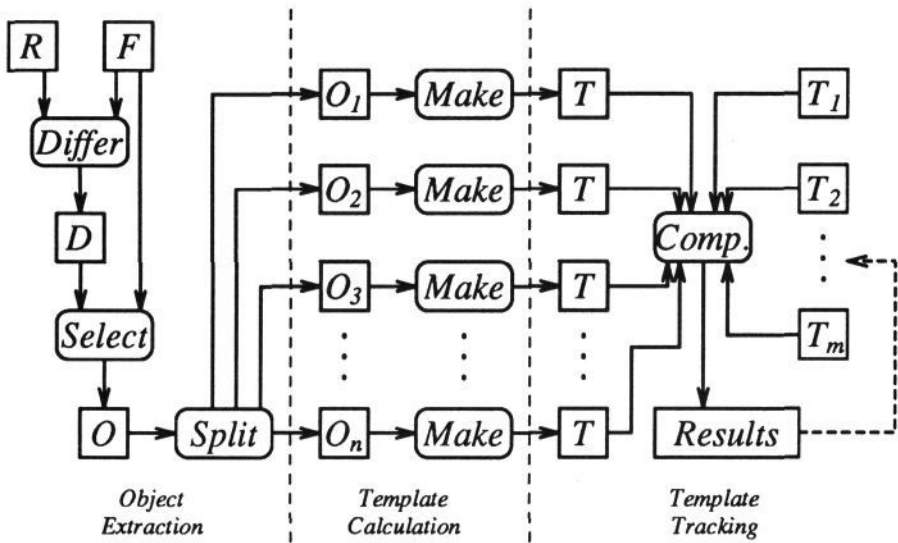 R F
Differ
D
Select
O Split
O1 Make T T1
O2 Make T T2
Comp.
O3 Make T
Tm
On Make T Results
Object
Extraction
Template
Calculation
Template
Tracking